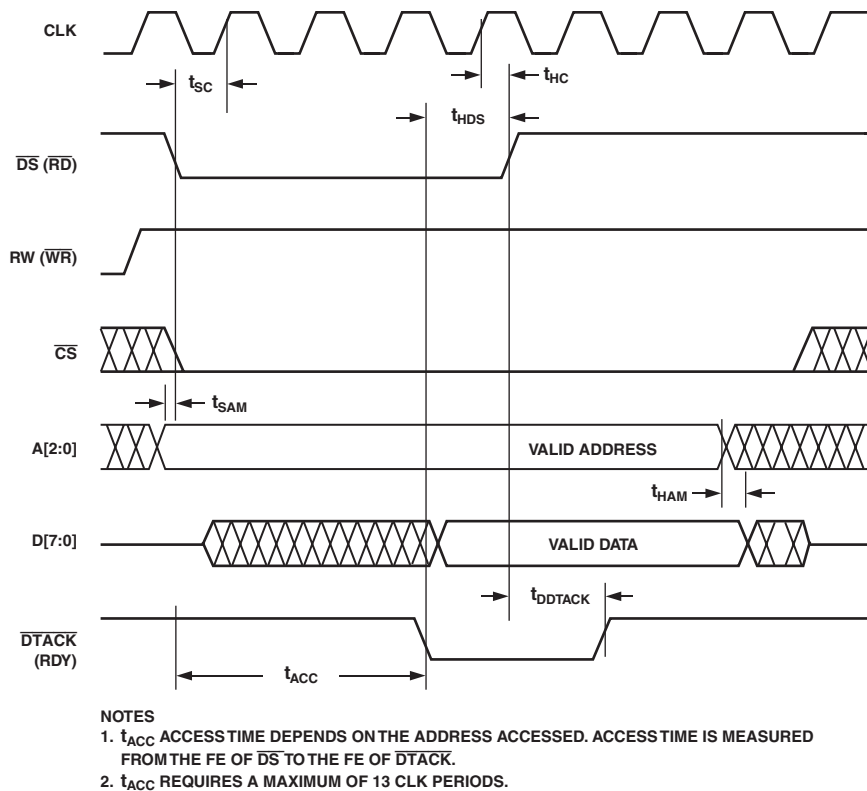 CLK
tSC
tHC
tHDS
DS (RD)
RW (WR)
CS
tSAM
A[2:0]
VALID ADDRESS
tHAM
D[7:0]
VALID DATA
tDDTACK
DTACK
(RDY)
tACC
NOTES
1. tACC ACCESS TIME DEPENDS ON THE ADDRESS ACCESSED. ACCESS TIME IS MEASURED
FROM THE FE OF DS TO THE FE OF DTACK.
2. tACC REQUIRES A MAXIMUM OF 13 CLK PERIODS.